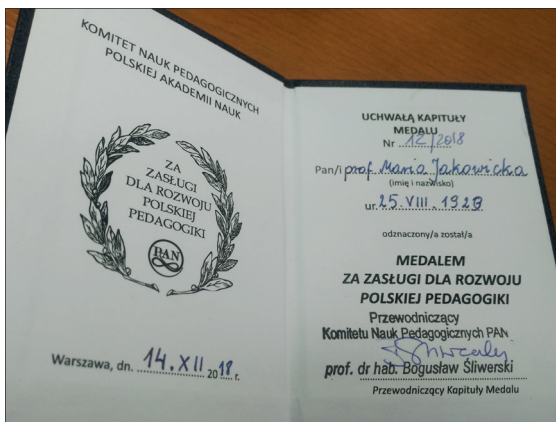 KOMITET NAUK PEDAGOGICZNYCH
POLSKIEJ AKADEMII NAUK
ZA
ZASŁUGI
DLA ROZWOJU
POLSKIEJ
PEDAGOGIKI
PAN
Warszawa, dn. 14.XII 2018 r.
UCHWAŁĄ KAPITUŁY
MEDALU
Nr 12/2018
Pan/i prof. Maria Jakowicka
(imię i nazwisko)
ur. 25.VIII.1928
odznaczony/a został/a
MEDALEM
ZA ZASŁUGI DLA ROZWOJU
POLSKIEJ PEDAGOGIKI
Przewodniczący
Komitetu Nauk Pedagogicznych PAN
prof. dr hab. Bogusław Śliwerski
Przewodniczący Kapituły Medalu